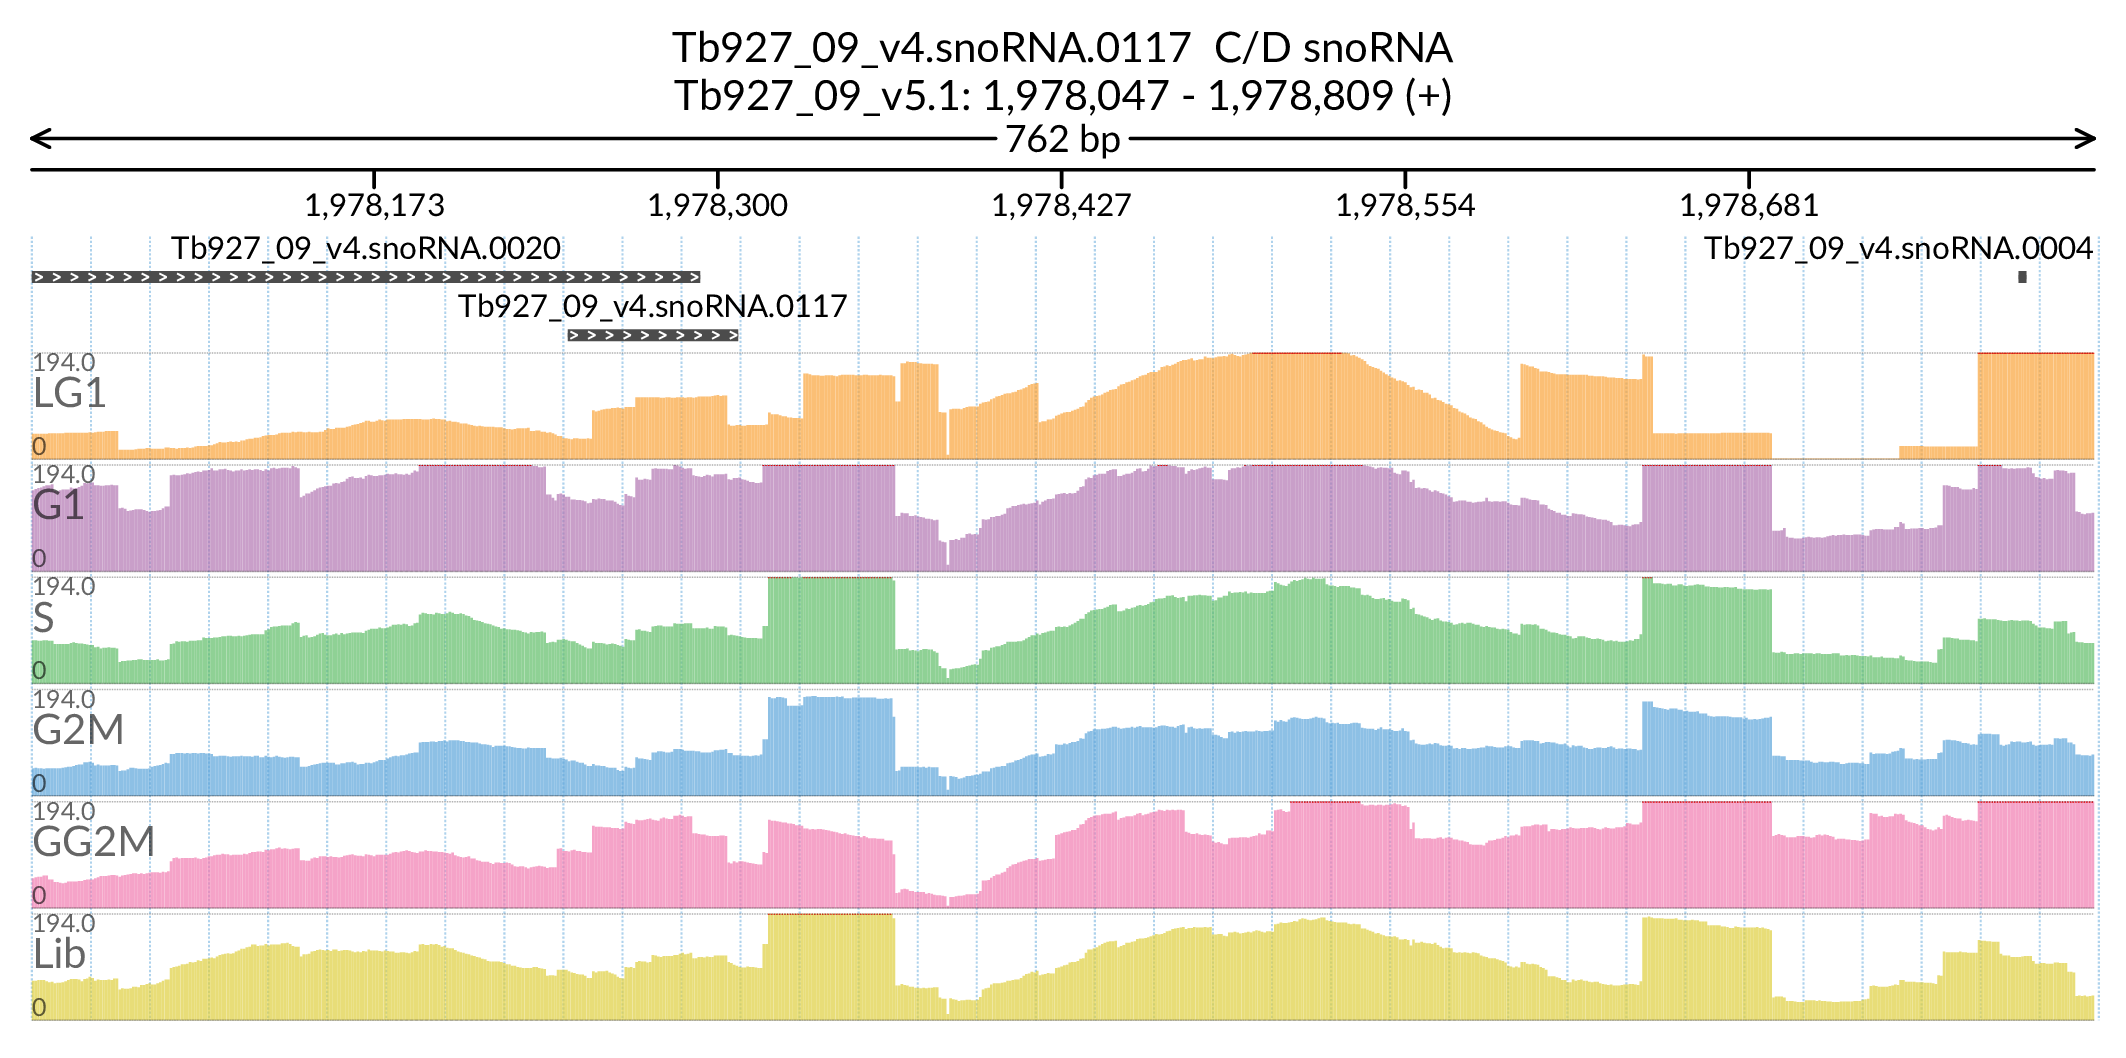 Tb927_09_v4.snoRNA.0117 C/D snoRNA
Tb927_09_v5.1: 1,978,047 - 1,978,809 (+)
762 bp
1,978,173 1,978,300 1,978,427 1,978,554 1,978,681
Tb927_09_v4.snoRNA.0020 Tb927_09_v4.snoRNA.0004
Tb927_09_v4.snoRNA.0117
194.0
LG1
0
194.0
G1
0
194.0
S
0
194.0
G2M
0
194.0
GG2M
0
194.0
Lib
0